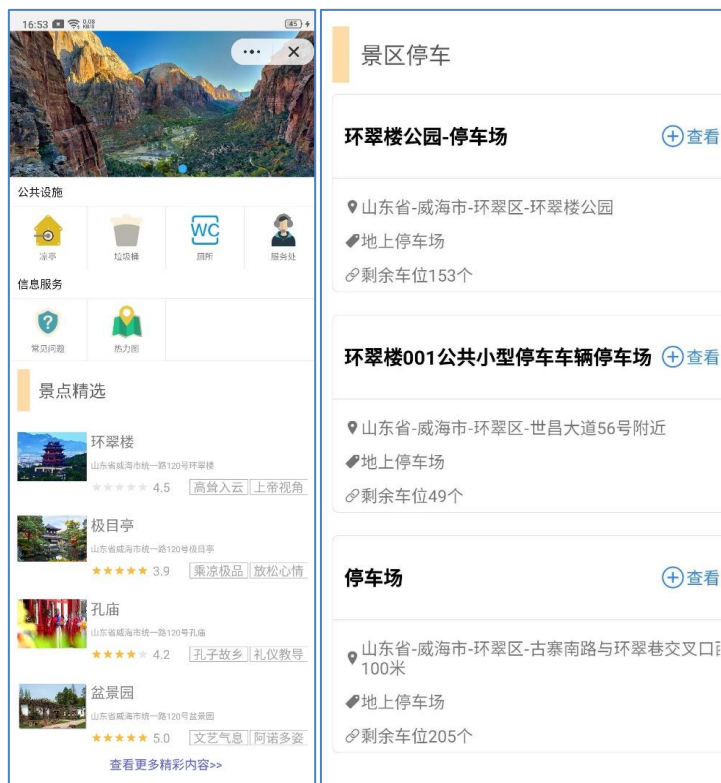 16:53
0.08
KB/S
45
公共设施
凉亭
垃圾桶
WC
厕所
服务处
信息服务
常见问题
热力图
景点精选
环翠楼
山东省威海市统一路120号环翠楼
4.5 高耸入云 上帝视角
极目亭
山东省威海市统一路120号极目亭
3.9 乘凉极品 放松心情
孔庙
山东省威海市统一路120号孔庙
4.2 孔子故乡 礼仪教导
盆景园
山东省威海市统一路120号盆景园
5.0 文艺气息 阿诺多姿
查看更多精彩内容>>
景区停车
环翠楼公园-停车场 查看
山东省-威海市-环翠区-环翠楼公园
地上停车场
剩余车位153个
环翠楼001公共小型停车车辆停车场 查看
山东省-威海市-环翠区-世昌大道56号附近
地上停车场
剩余车位49个
停车场 查看
山东省-威海市-环翠区-古寨南路与环翠巷交叉口
100米
地上停车场
剩余车位205个